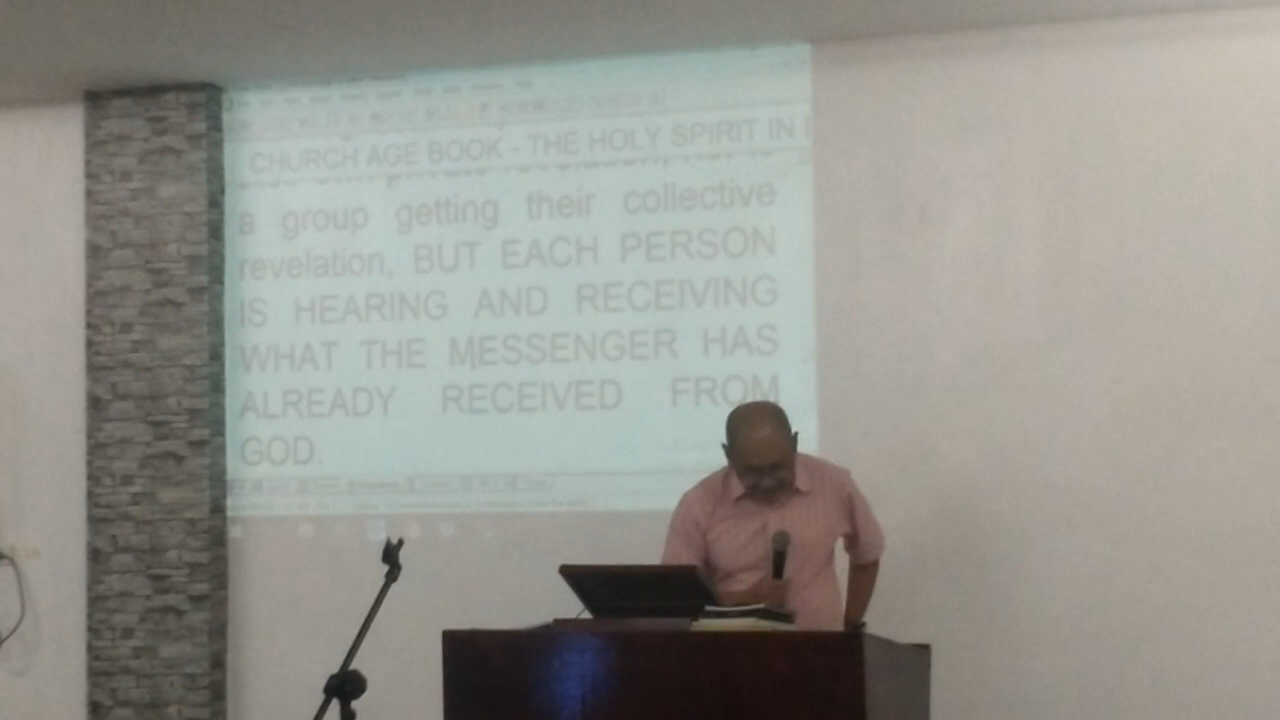 CHURCH AGE BOOK - THE HOLY SPIRIT IN
a group getting their collective
revelation, BUT EACH PERSON
IS HEARING AND RECEIVING
WHAT THE MESSENGER HAS
ALREADY RECEIVED FROM
GOD.